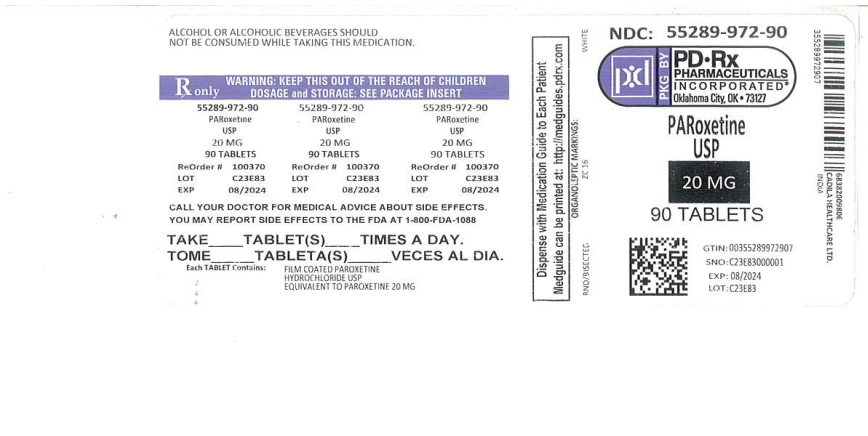 ALCOHOL OR ALCOHOLIC BEVERAGES SHOULD
NOT BE CONSUMED WHILE TAKING THIS MEDICATION.
Rx only
WARNING: KEEP THIS OUT OF THE REACH OF CHILDREN
DOSAGE and STORAGE: SEE PACKAGE INSERT
55289-972-90 55289-972-90 55289-972-90
PARoxetine PARoxetine PARoxetine
USP USP USP
20 MG 20 MG 20 MG
90 TABLETS 90 TABLETS 90 TABLETS
ReOrder # 100370 ReOrder # 100370 ReOrder # 100370
LOT C23E83 LOT C23E83 LOT C23E83
EXP 08/2024 EXP 08/2024 EXP 08/2024
CALL YOUR DOCTOR FOR MEDICAL ADVICE ABOUT SIDE EFFECTS.
YOU MAY REPORT SIDE EFFECTS TO THE FDA AT 1-800-FDA-1088
TAKE____TABLET(S)____TIMES A DAY.
TOME_____TABLETA(S)_____VECES AL DIA.
Each TABLET Contains: FILM COATED PAROXETINE
HYDROCHLORIDE USP
EQUIVALENT TO PAROXETINE 20 MG
Dispense with Medication Guide to Each Patient
Medguide can be printed at: http://medguides.pdrx.com
ORGANOLEPTIC MARKINGS:
RND/BISECTED ZC 16 WHITE
NDC: 55289-972-90
pd
PKG BY
PD•Rx
PHARMACEUTICALS
INCORPORATED®
Oklahoma City, OK • 73127
PARoxetine
USP
20 MG
90 TABLETS
GTIN:00355289972907
SNO:C23E83000001
EXP: 08/2024
LOT:C23E83
355289972907
68382009806
CADILA HEALTHCARE LTD.
INDIA